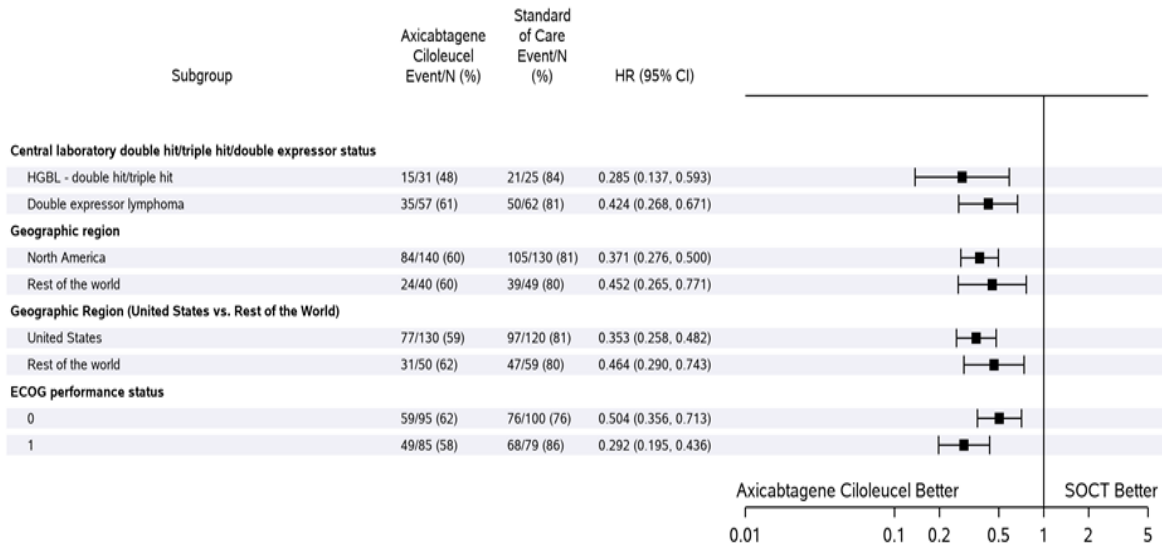 Subgroup
Axicabtagene
Ciloleucel
Event/N (%)
Standard
of Care
Event/N
(%)
HR (95% CI)
Central laboratory double hit/triple hit/double expressor status
HGBL - double hit/triple hit 15/31 (48) 21/25 (84) 0.285 (0.137, 0.593)
Double expressor lymphoma 35/57 (61) 50/62 (81) 0.424 (0.268, 0.671)
Geographic region
North America 84/140 (60) 105/130 (81) 0.371 (0.276, 0.500)
Rest of the world 24/40 (60) 39/49 (80) 0.452 (0.265, 0.771)
Geographic Region (United States vs. Rest of the World)
United States 77/130 (59) 97/120 (81) 0.353 (0.258, 0.482)
Rest of the world 31/50 (62) 47/59 (80) 0.464 (0.290, 0.743)
ECOG performance status
0 59/95 (62) 76/100 (76) 0.504 (0.356, 0.713)
1 49/85 (58) 68/79 (86) 0.292 (0.195, 0.436)
Axicabtagene Ciloleucel Better SOCT Better
0.01 0.1 0.2 0.5 1 2 5